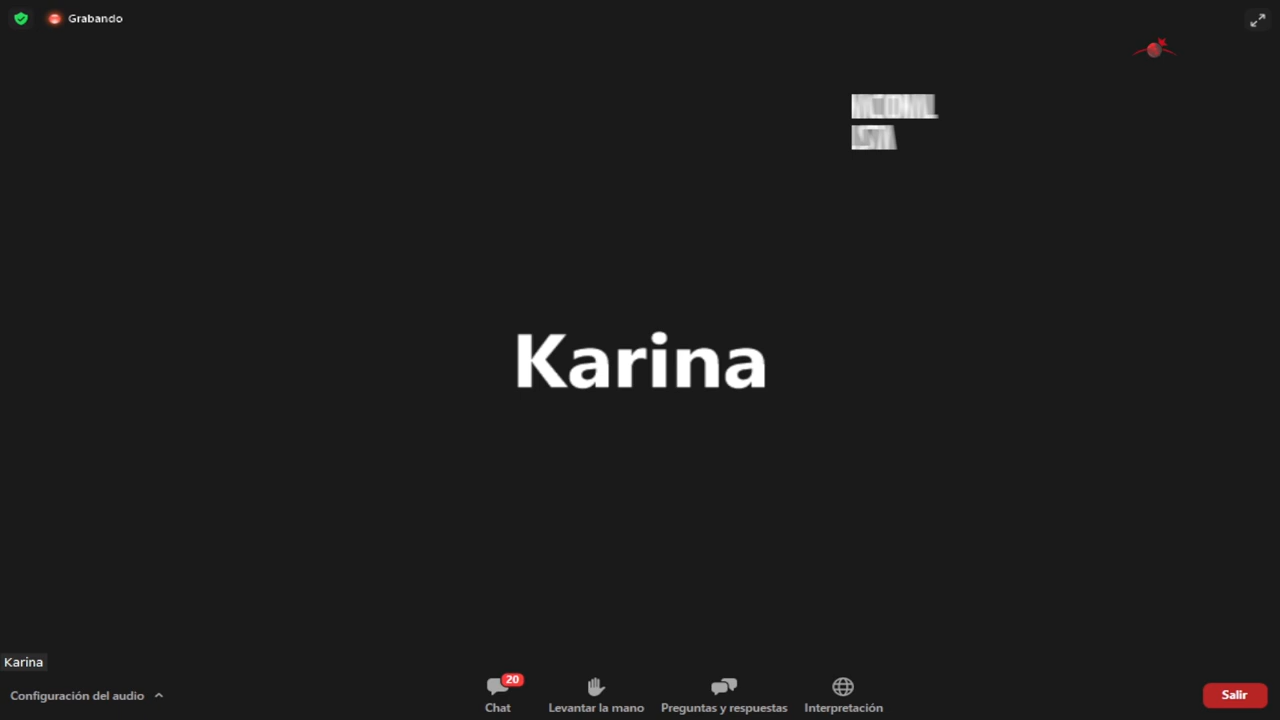 Grabando
Karina
Karina
Configuración del audio
20
Chat
Levantar la mano
Preguntas y respuestas
Interpretación
Salir